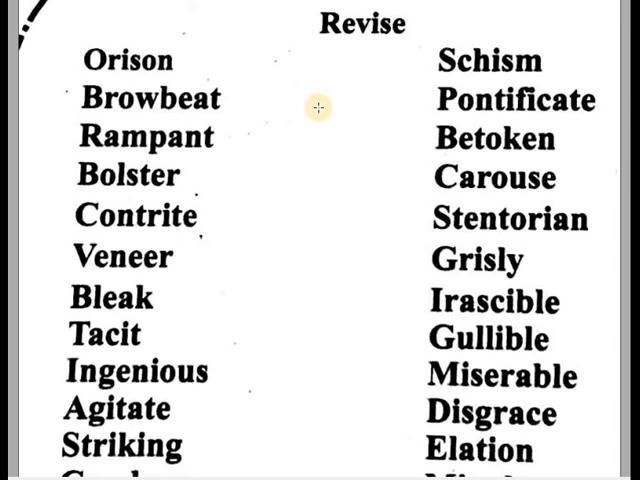 Revise
Orison Schism
Browbeat Pontificate
Rampant Betoken
Bolster Carouse
Contrite Stentorian
Veneer Grisly
Bleak Irascible
Tacit Gullible
Ingenious Miserable
Agitate Disgrace
Striking Elation